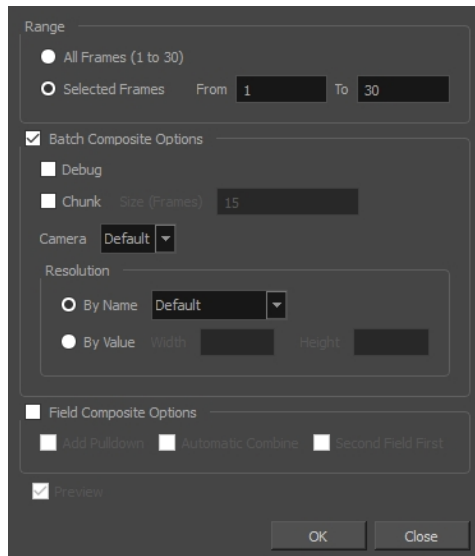 Range
All Frames (1 to 30)
Selected Frames From 1 To 30
Batch Composite Options
Debug
Chunk Size (Frames) 15
Camera Default
Resolution
By Name Default
By Value Width Height
Field Composite Options
Add Pulldown Automatic Combine Second Field First
Preview
OK Close